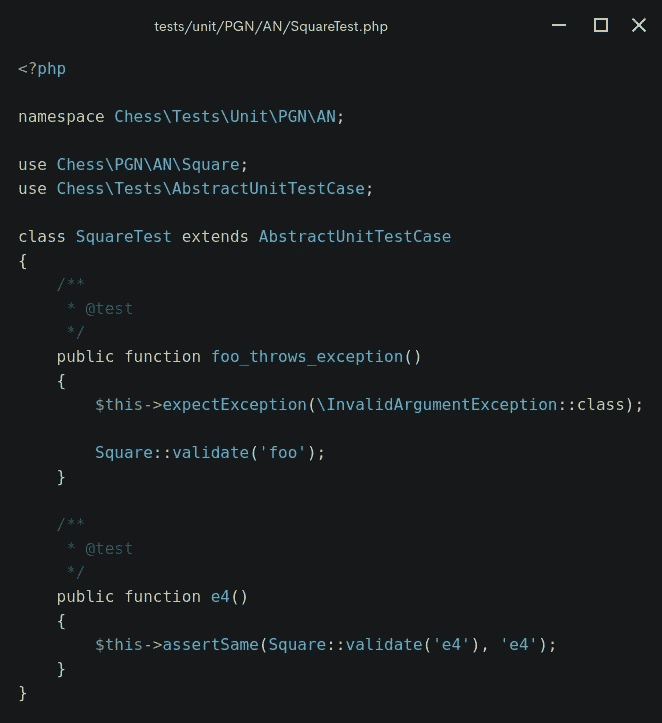 tests/unit/PGN/AN/SquareTest.php
<?php
namespace Chess\Tests\Unit\PGN\AN;
use Chess\PGN\AN\Square;
use Chess\Tests\AbstractUnitTestCase;
class SquareTest extends AbstractUnitTestCase
{
    /**
     * @test
     */
    public function foo_throws_exception()
    {
        $this->expectException(\InvalidArgumentException::class);
        Square::validate('foo');
    }
    /**
     * @test
     */
    public function e4()
    {
        $this->assertSame(Square::validate('e4'), 'e4');
    }
}